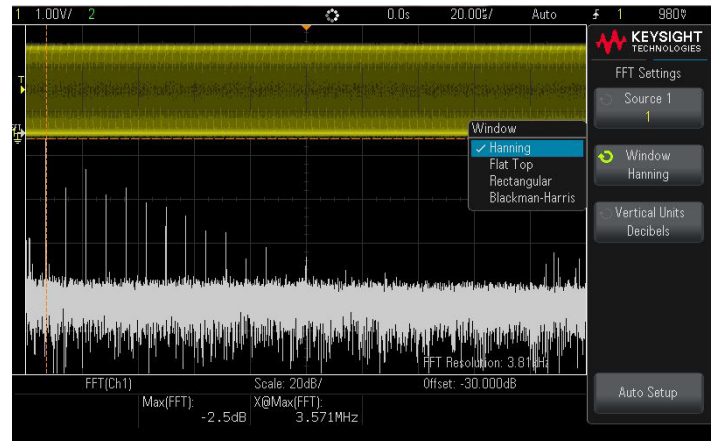 1 1.00V/ 2 0.0s 20.00%/ Auto 1 980%
KEYSIGHT
TECHNOLOGIES
FFT Settings
Source 1
1
Window
Hanning
Vertical Units
Decibels
Auto Setup
T
Window
Hanning
Flat Top
Rectangular
Blackman-Harris
FFT Resolution: 3.81kHz
FFT(Ch1) Scale: 20dB/ Offset: -30.000dB
Max(FFT): X@Max(FFT):
-2.5dB 3.571MHz